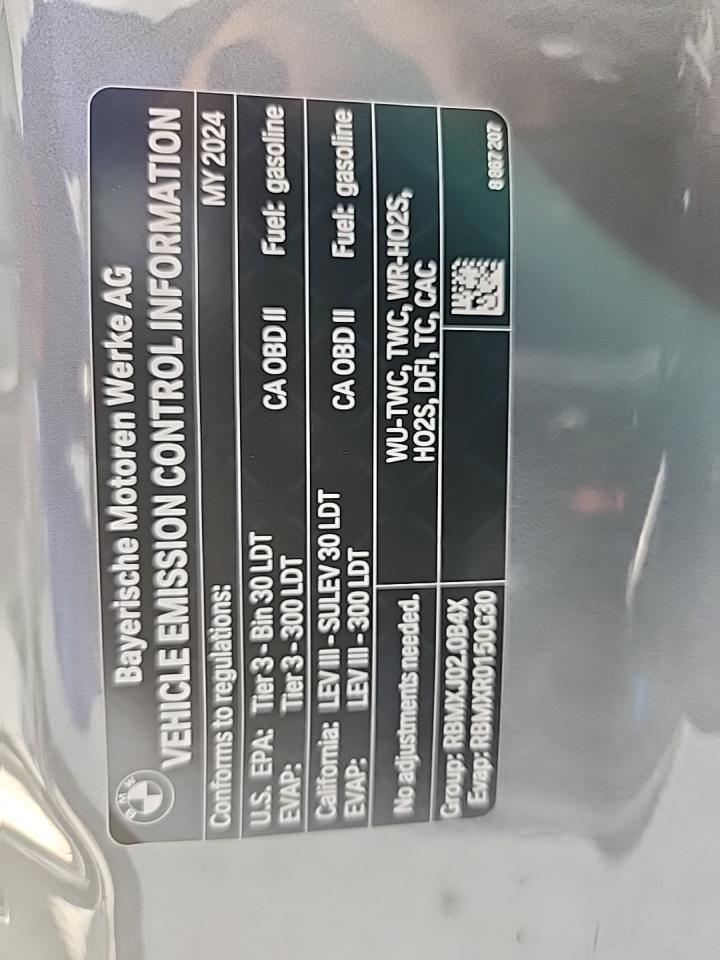 BMW
Bayerische Motoren Werke AG
VEHICLE EMISSION CONTROL INFORMATION
Conforms to regulations: MY 2024
U.S. EPA: Tier 3 - Bin 30 LDT CA OBD II Fuel: gasoline
EVAP: Tier 3 - 300 LDT
California: LEV III - SULEV 30 LDT CA OBD II Fuel: gasoline
EVAP: LEV III - 300 LDT
No adjustments needed. WU-TWC, TWC, WR-HO2S,
HO2S, DFI, TC, CAC
Group: RBMXJ02.0B4X
Evap: RBMXR0150G30
8 867 207